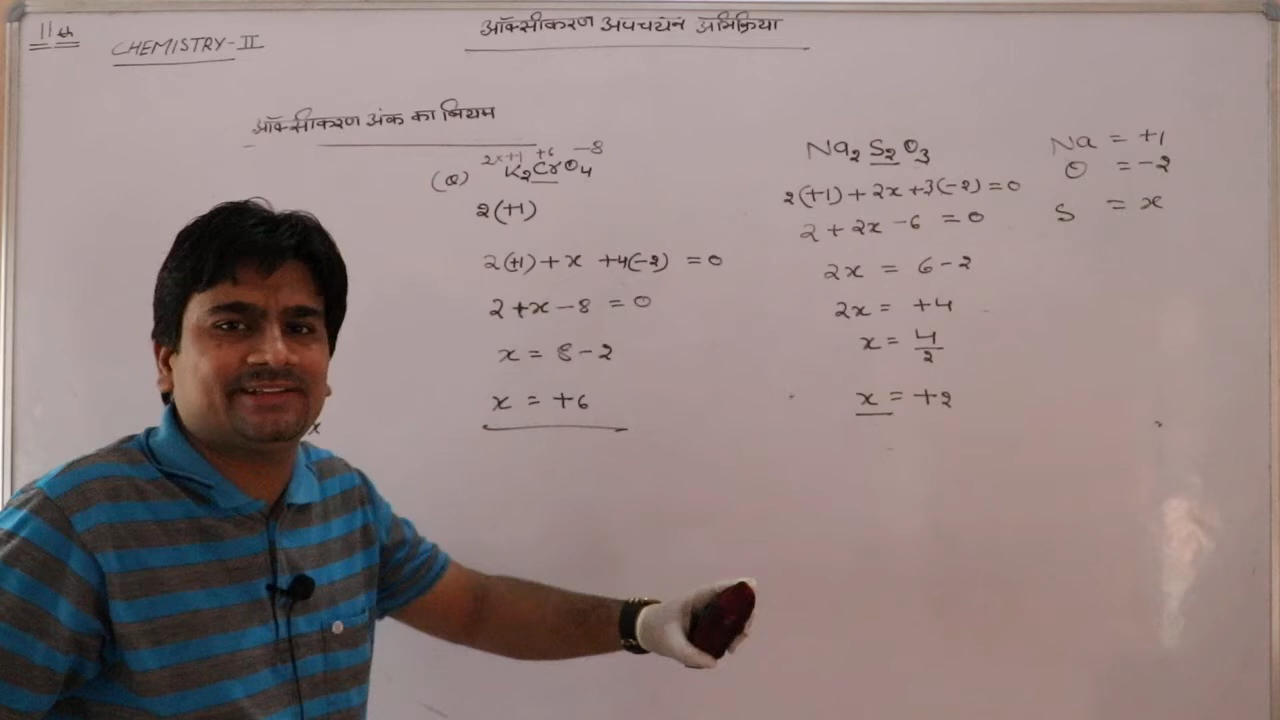 11th
CHEMISTRY-II
ऑक्सीकरण अपचयन अभिक्रिया
ऑक्सीकरण अंक का नियम
2x+1 +6 -8
(Q) K₂CrO₄
2(+1)
2(+1)+x +4(-2) = 0
2+x-8 = 0
x = 8-2
x = +6
Na₂S₂O₃
2(+1)+2x+3(-2)=0
2+2x-6 = 0
2x = 6-2
2x = +4
x = 4/2
x = +2
Na = +1
O = -2
S = x
x